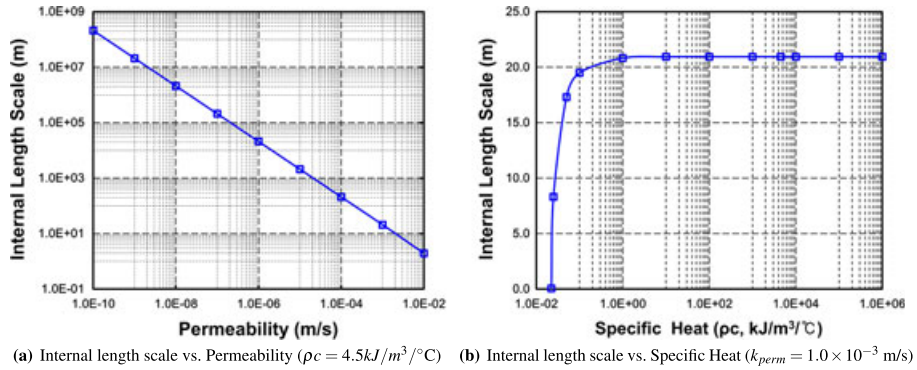 1.0E+09
1.0E+07
1.0E+05
1.0E+03
1.0E+01
1.0E-01
Internal Length Scale (m)
1.0E-10
1.0E-08
1.0E-06
1.0E-04
1.0E-02
Permeability (m/s)
25.0
20.0
15.0
10.0
5.0
0.0
Internal Length Scale (m)
1.0E-02
1.0E+00
1.0E+02
1.0E+04
1.0E+06
Specific Heat (ρc, kJ/m³/℃)
(a) Internal length scale vs. Permeability (ρc = 4.5kJ/m³/°C)
(b) Internal length scale vs. Specific Heat (kperm = 1.0 × 10⁻³ m/s)